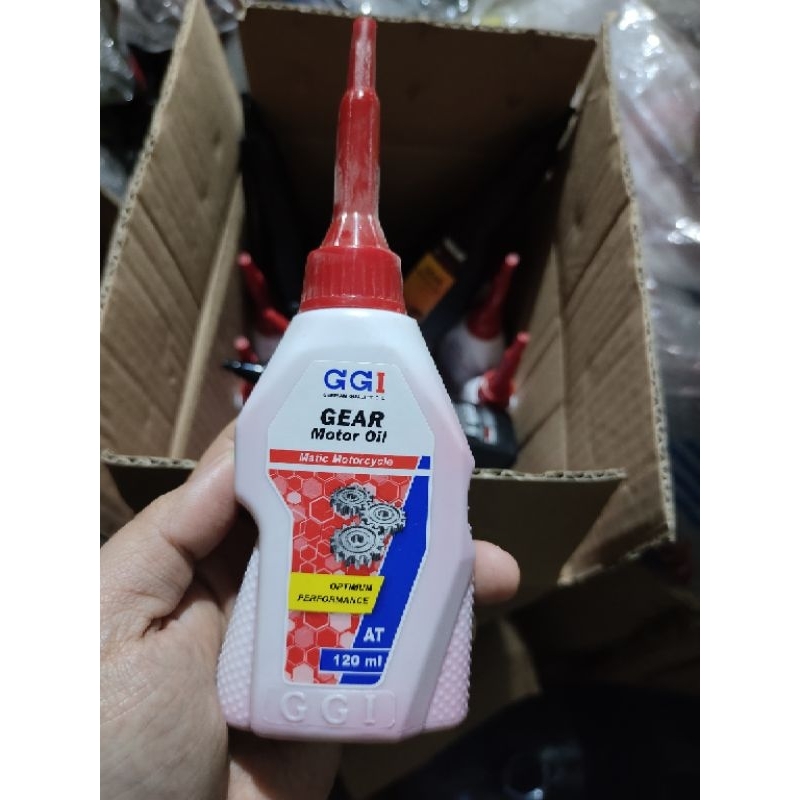 GGI
GEAR
Motor Oil
Matic Motorcycle
OPTIMUM
PERFORMANCE
AT
120 ml
GGI